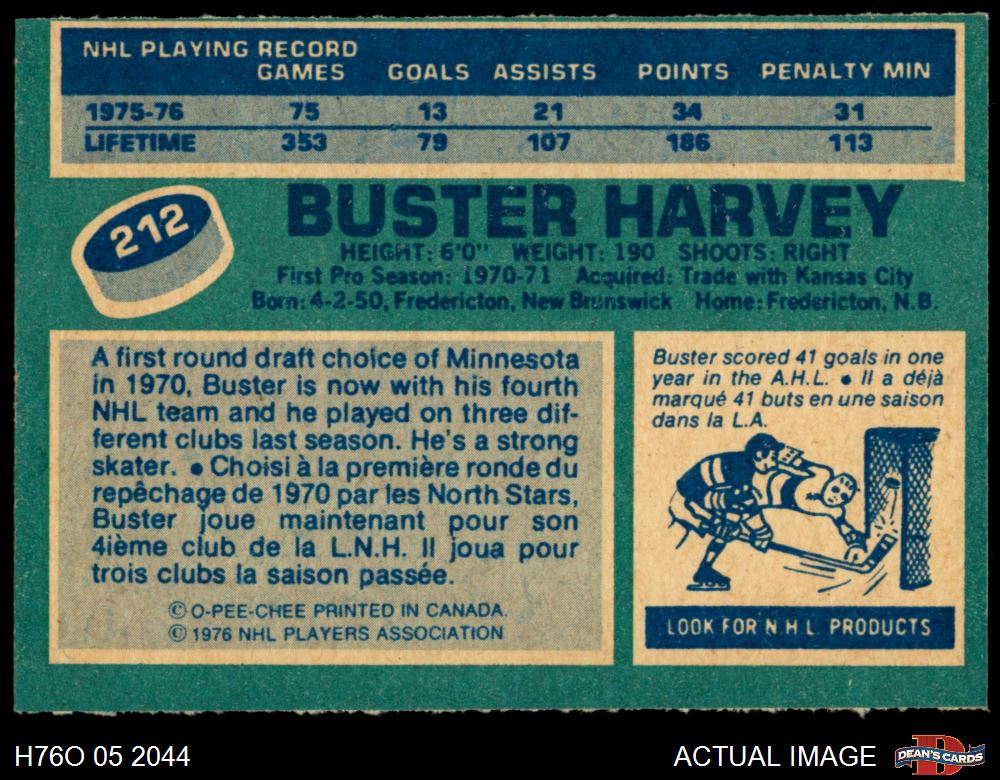 NHL PLAYING RECORD
GAMES GOALS ASSISTS POINTS PENALTY MIN
1975-76 75 13 21 34 31
LIFETIME 353 79 107 186 113
212
BUSTER HARVEY
HEIGHT: 6'0" WEIGHT: 190 SHOOTS: RIGHT
First Pro Season: 1970-71 Acquired: Trade with Kansas City
Born: 4-2-50, Fredericton, New Brunswick Home: Fredericton, N.B.
A first round draft choice of Minnesota
in 1970, Buster is now with his fourth
NHL team and he played on three dif-
ferent clubs last season. He's a strong
skater. • Choisi à la première ronde du
repêchage de 1970 par les North Stars,
Buster joue maintenant pour son
4ième club de la L.N.H. Il joua pour
trois clubs la saison passée.
© O-PEE-CHEE PRINTED IN CANADA.
© 1976 NHL PLAYERS ASSOCIATION
Buster scored 41 goals in one
year in the A.H.L. • Il a déjà
marqué 41 buts en une saison
dans la L.A.
LOOK FOR N.H.L. PRODUCTS
H76O 05 2044
ACTUAL IMAGE
DEAN'S CARDS